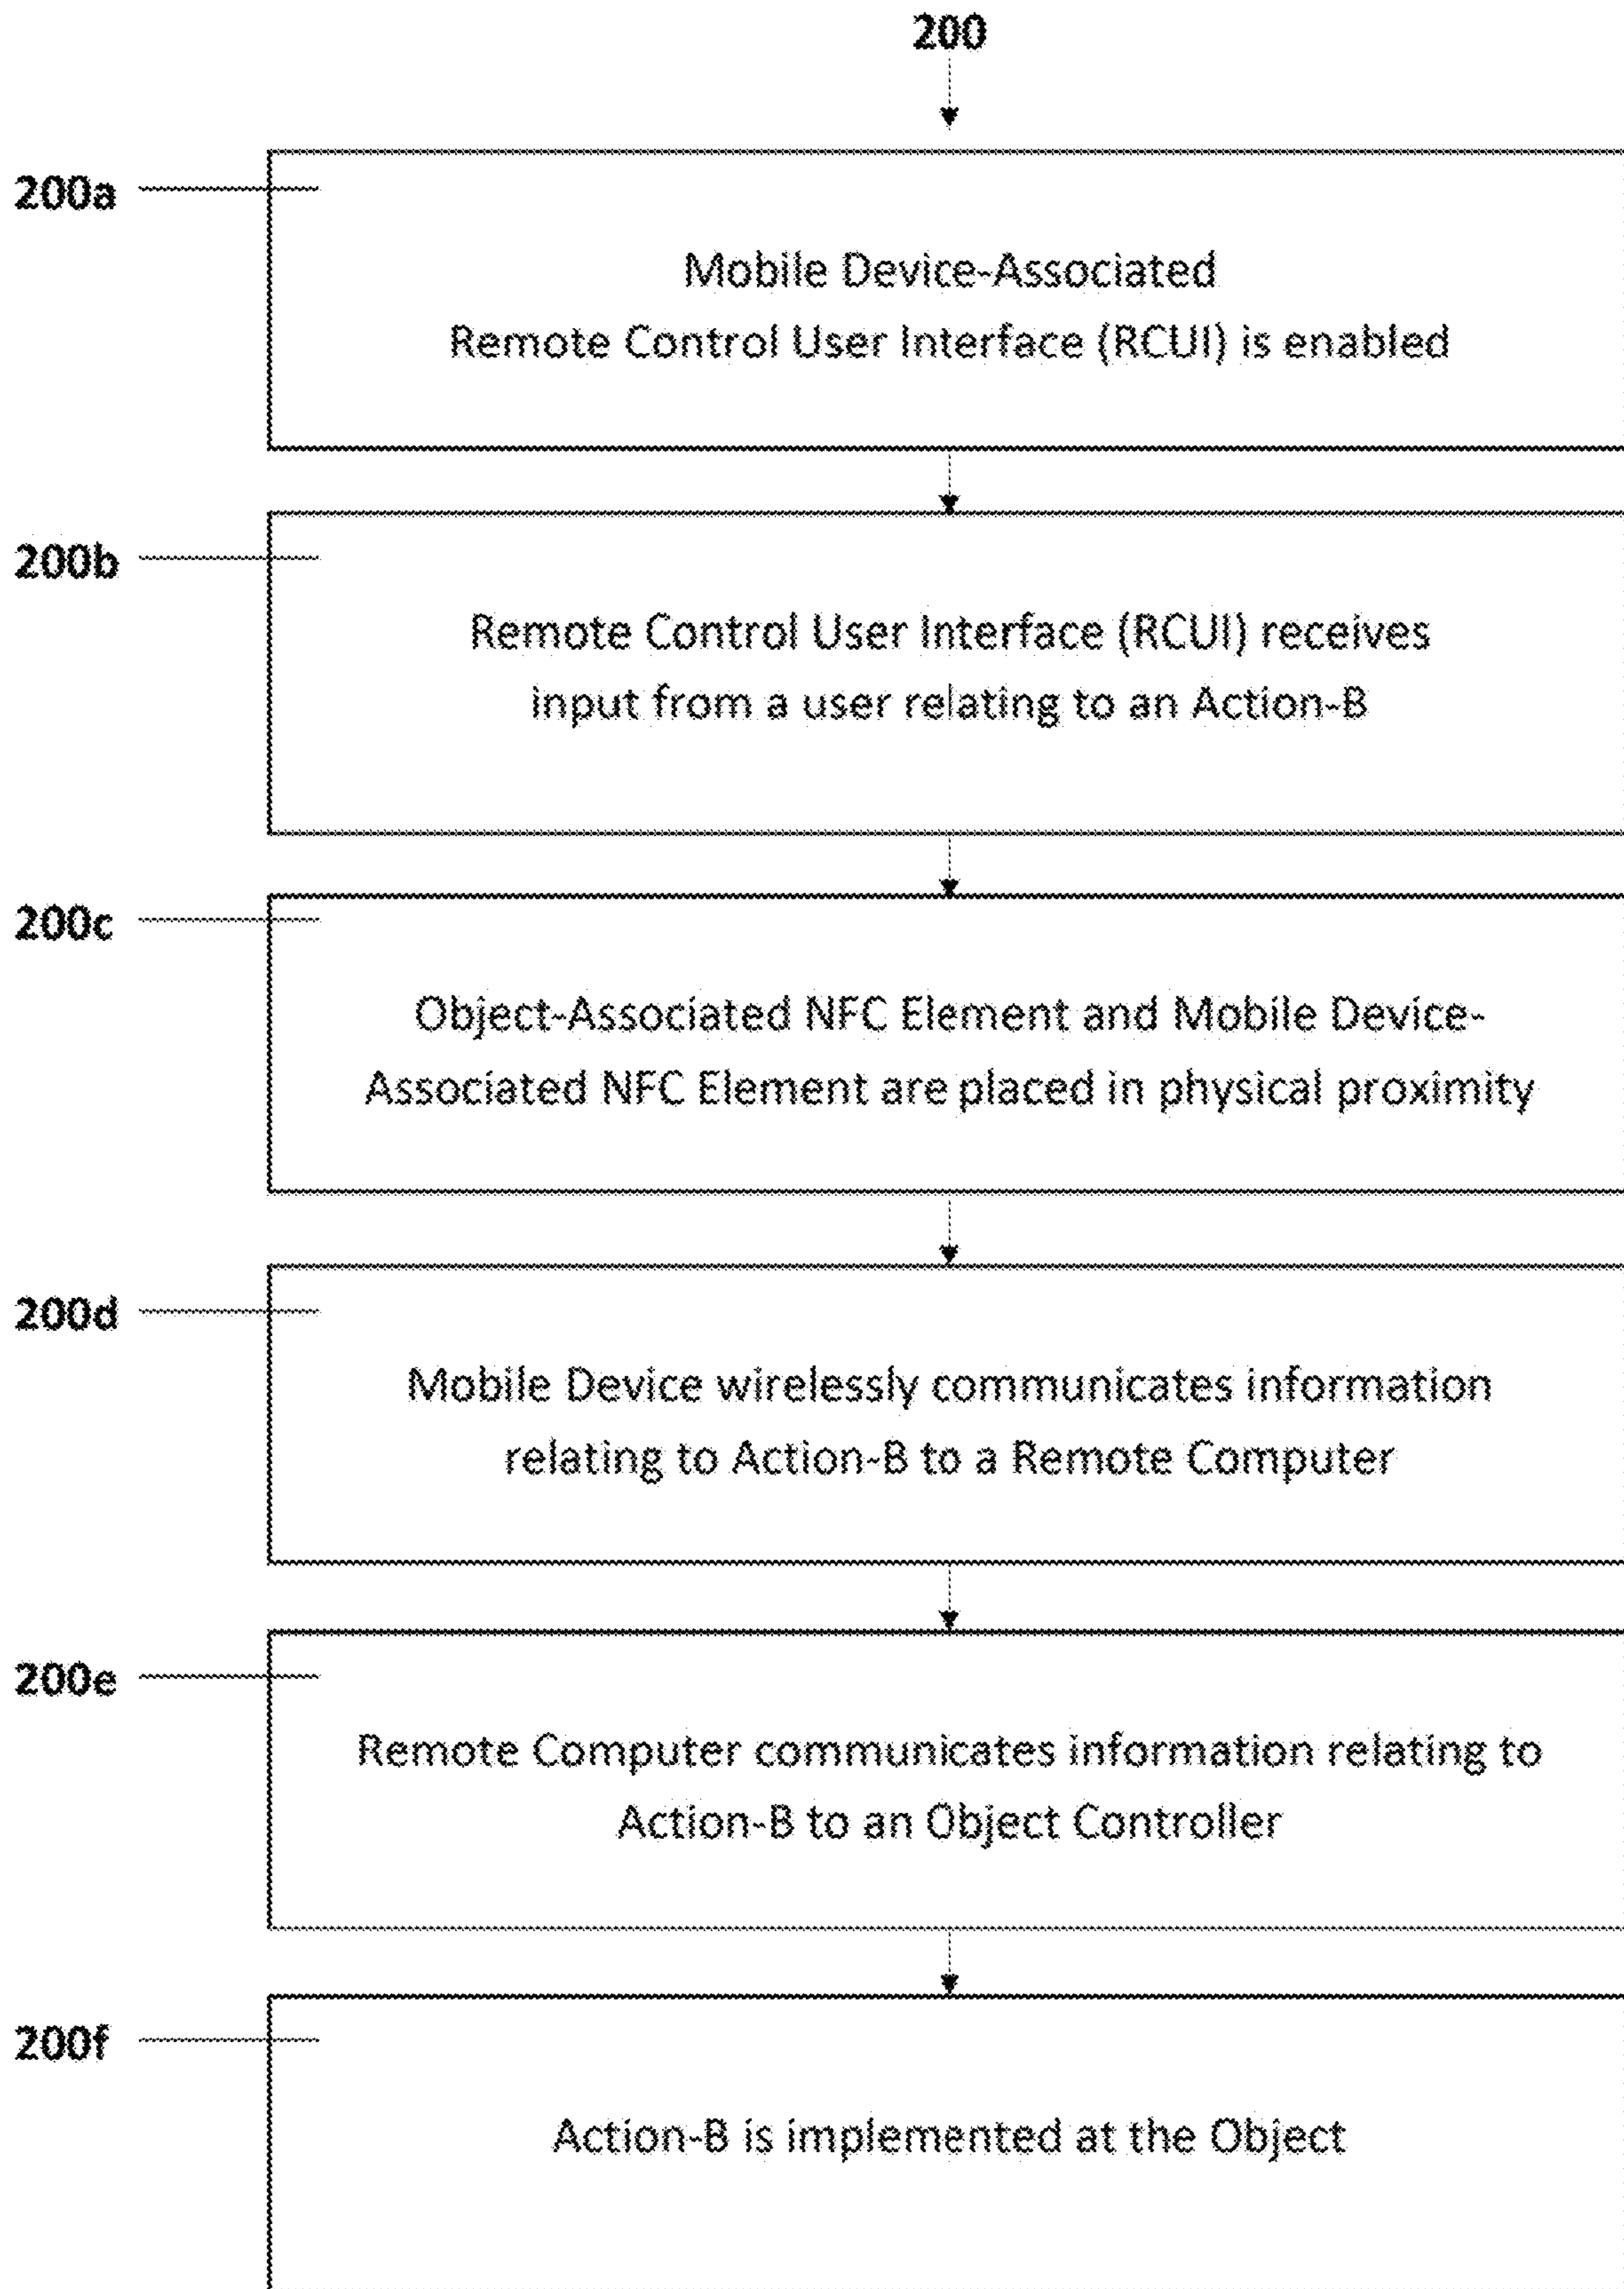 200
200a
Mobile Device-Associated
Remote Control User Interface (RCUI) is enabled
200b
Remote Control User Interface (RCUI) receives
input from a user relating to an Action-B
200c
Object-Associated NFC Element and Mobile Device-
Associated NFC Element are placed in physical proximity
200d
Mobile Device wirelessly communicates information
relating to Action-B to a Remote Computer
200e
Remote Computer communicates information relating to
Action-B to an Object Controller
200f
Action-B is implemented at the Object